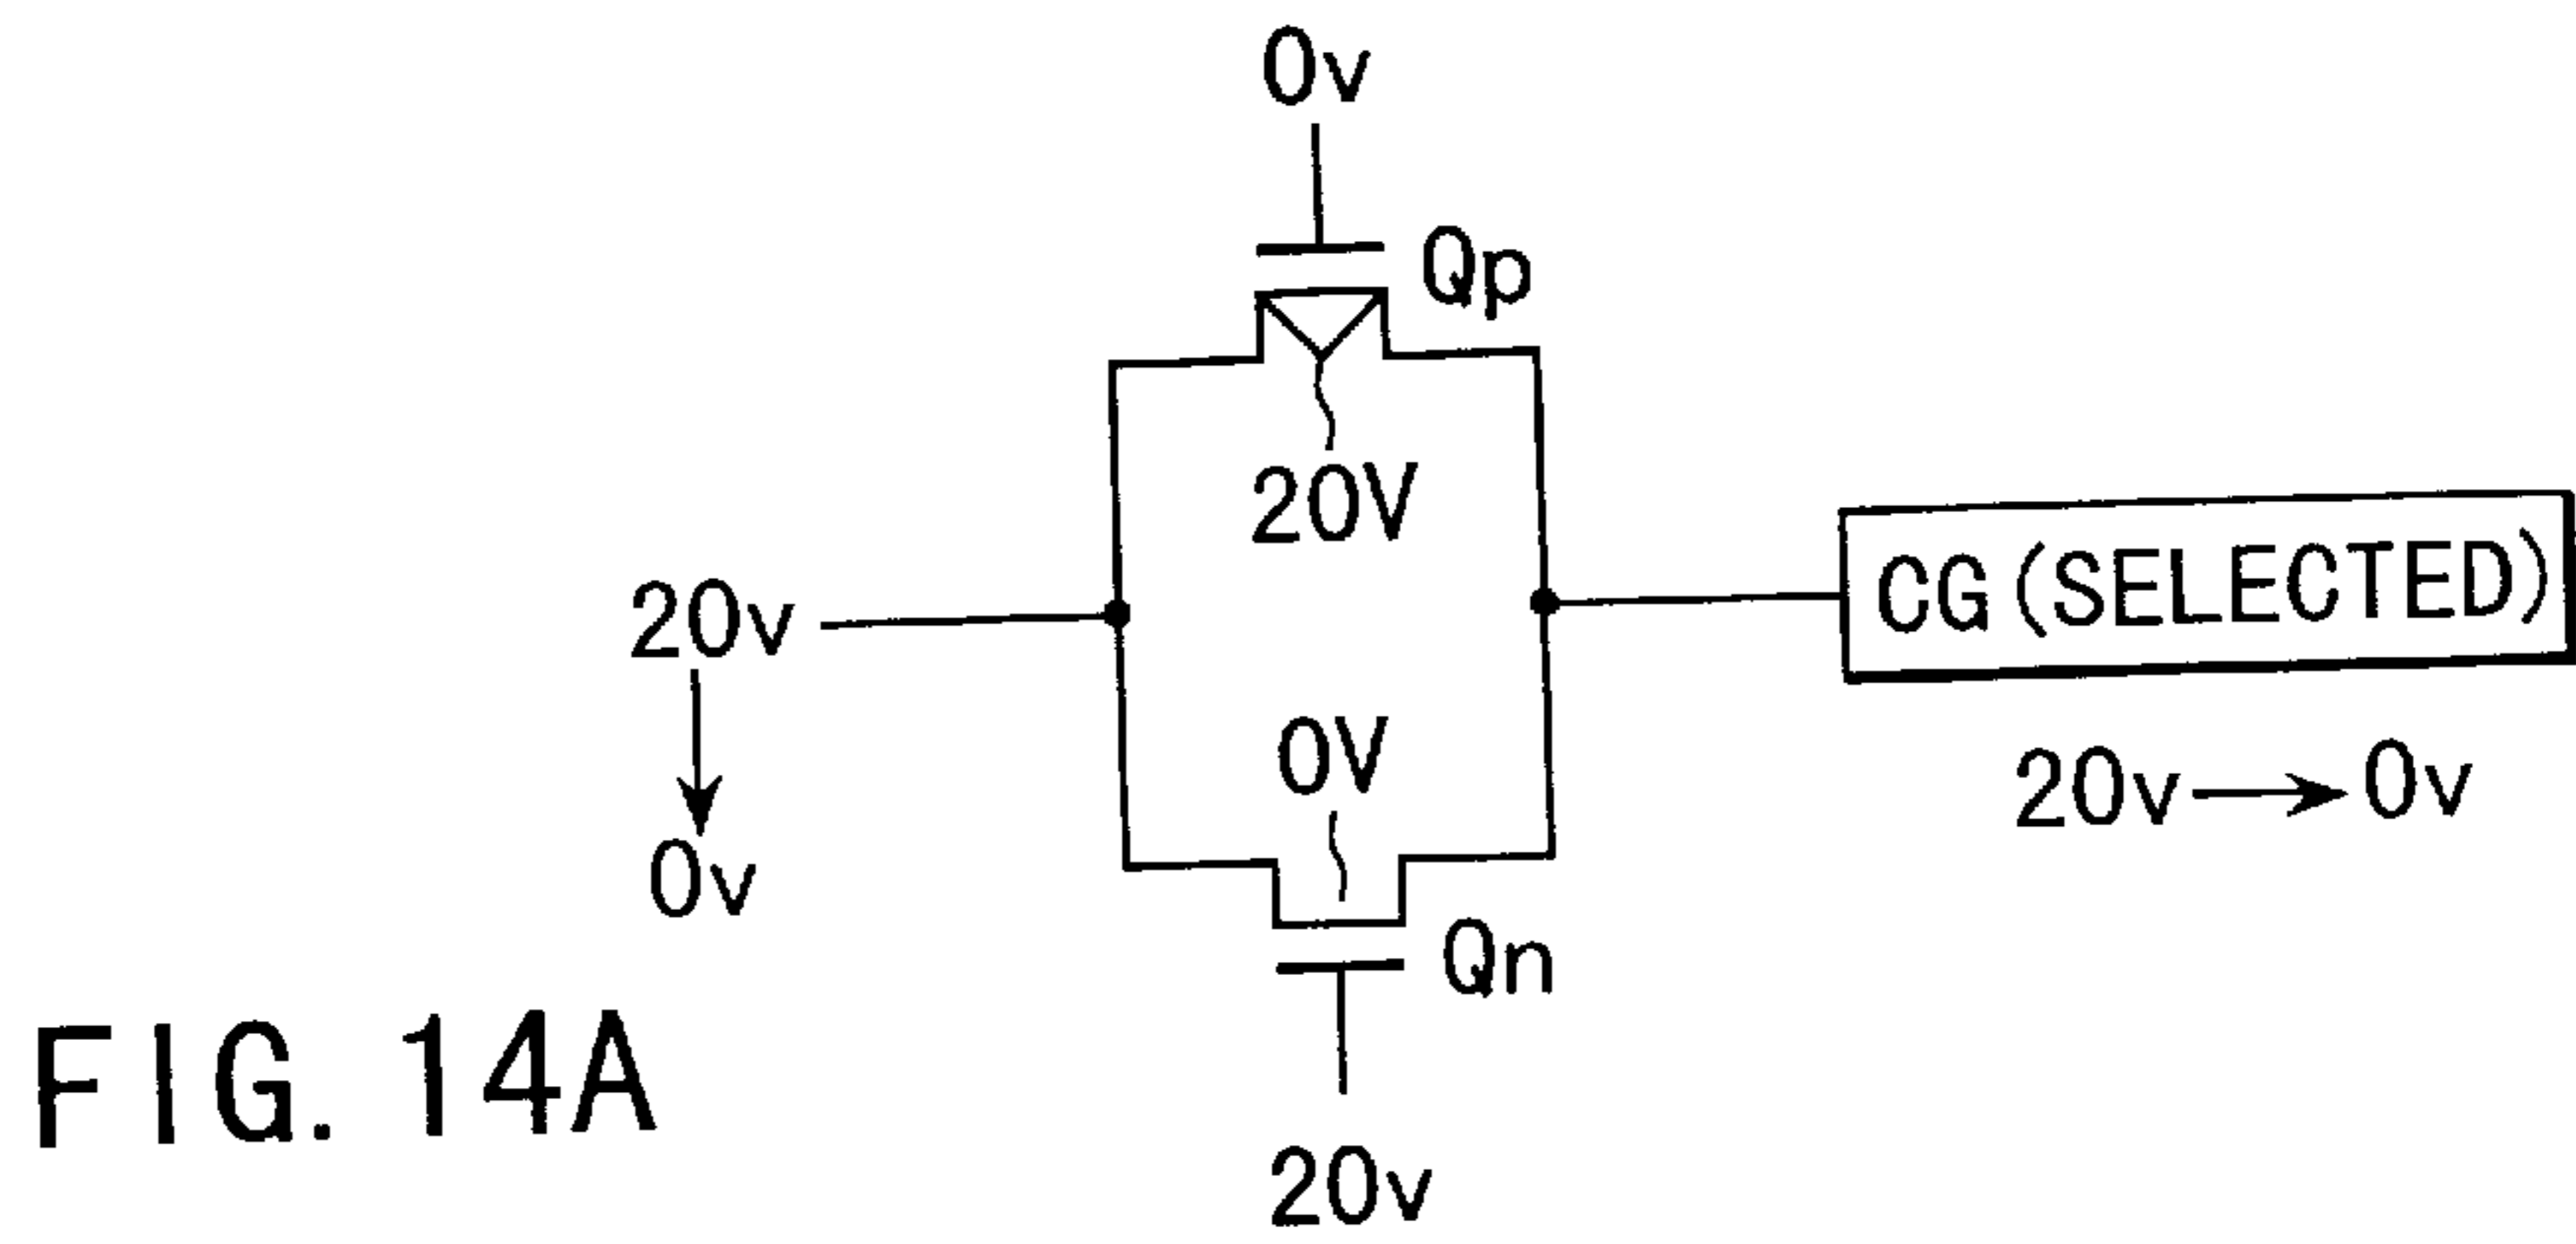 0v
Qp
20V
20v
0v
CG(SELECTED)
20v→0v
0V
Qn
20v
FIG. 14A